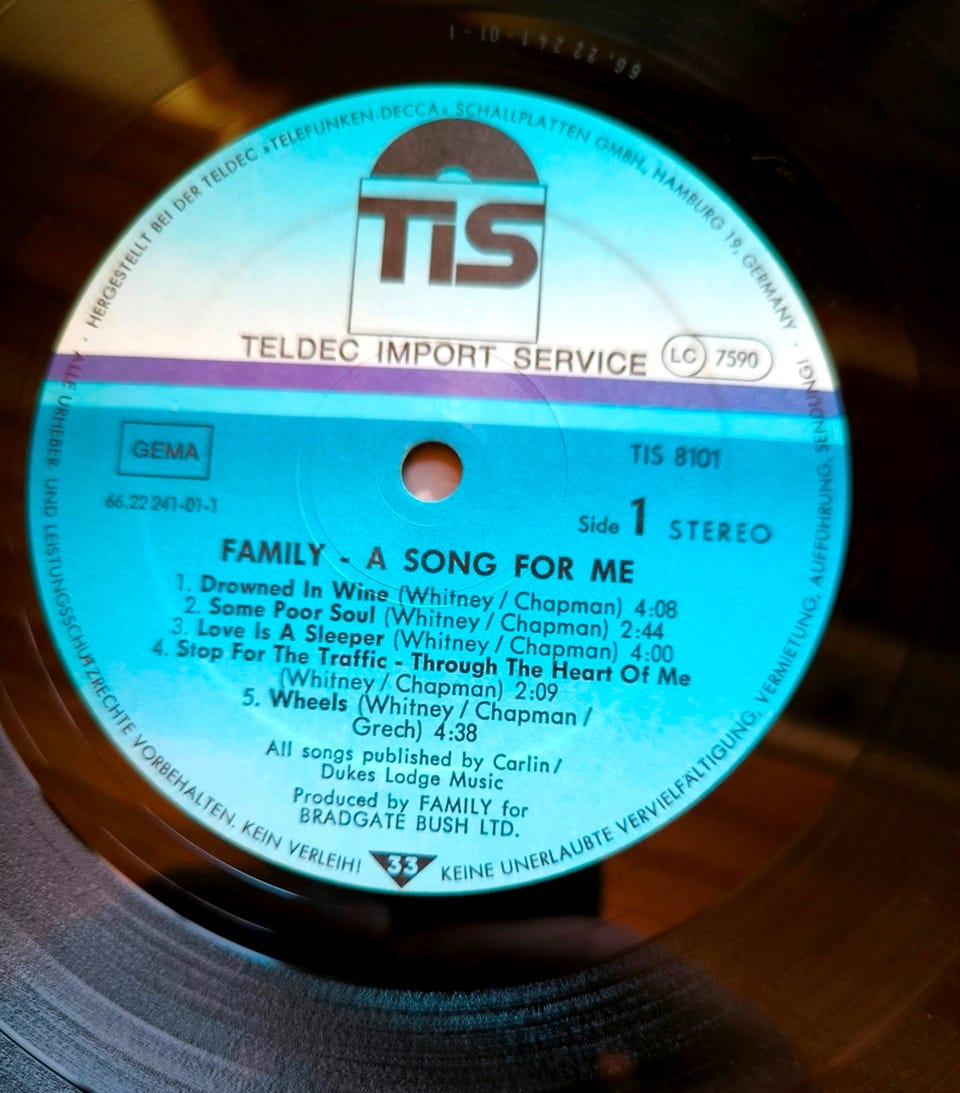 66.22 241-01-1
HERGESTELLT BEI DER TELDEC »TELEFUNKEN-DECCA« SCHALLPLATTEN GMBH, HAMBURG 19, GERMANY ·
TiS
TELDEC IMPORT SERVICE LC 7590
GEMA
TIS 8101
66.22 241-01-1
Side 1 STEREO
FAMILY - A SONG FOR ME
1. Drowned In Wine (Whitney / Chapman) 4:08
2. Some Poor Soul (Whitney / Chapman) 2:44
3. Love Is A Sleeper (Whitney / Chapman) 4:00
4. Stop For The Traffic - Through The Heart Of Me
(Whitney / Chapman) 2:09
5. Wheels (Whitney / Chapman /
Grech) 4:38
All songs published by Carlin /
Dukes Lodge Music
Produced by FAMILY for
BRADGATE BUSH LTD.
33
· ALLE URHEBER UND LEISTUNGSSCHUTZRECHTE VORBEHALTEN. KEIN VERLEIH! KEINE UNERLAUBTE VERVIELFÄLTIGUNG, VERMIETUNG, AUFFÜHRUNG, SENDUNG!